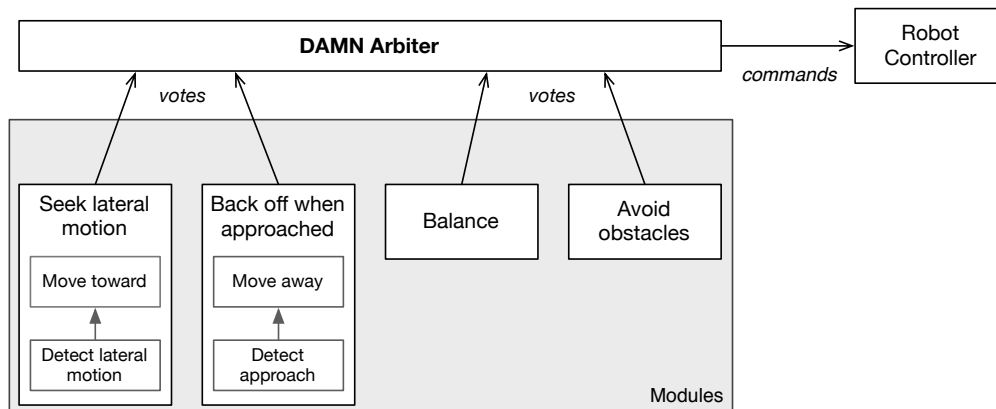 DAMN Arbiter
Robot
Controller
commands
votes
votes
Seek lateral
motion
Move toward
Detect lateral
motion
Back off when
approached
Move away
Detect
approach
Balance
Avoid
obstacles
Modules